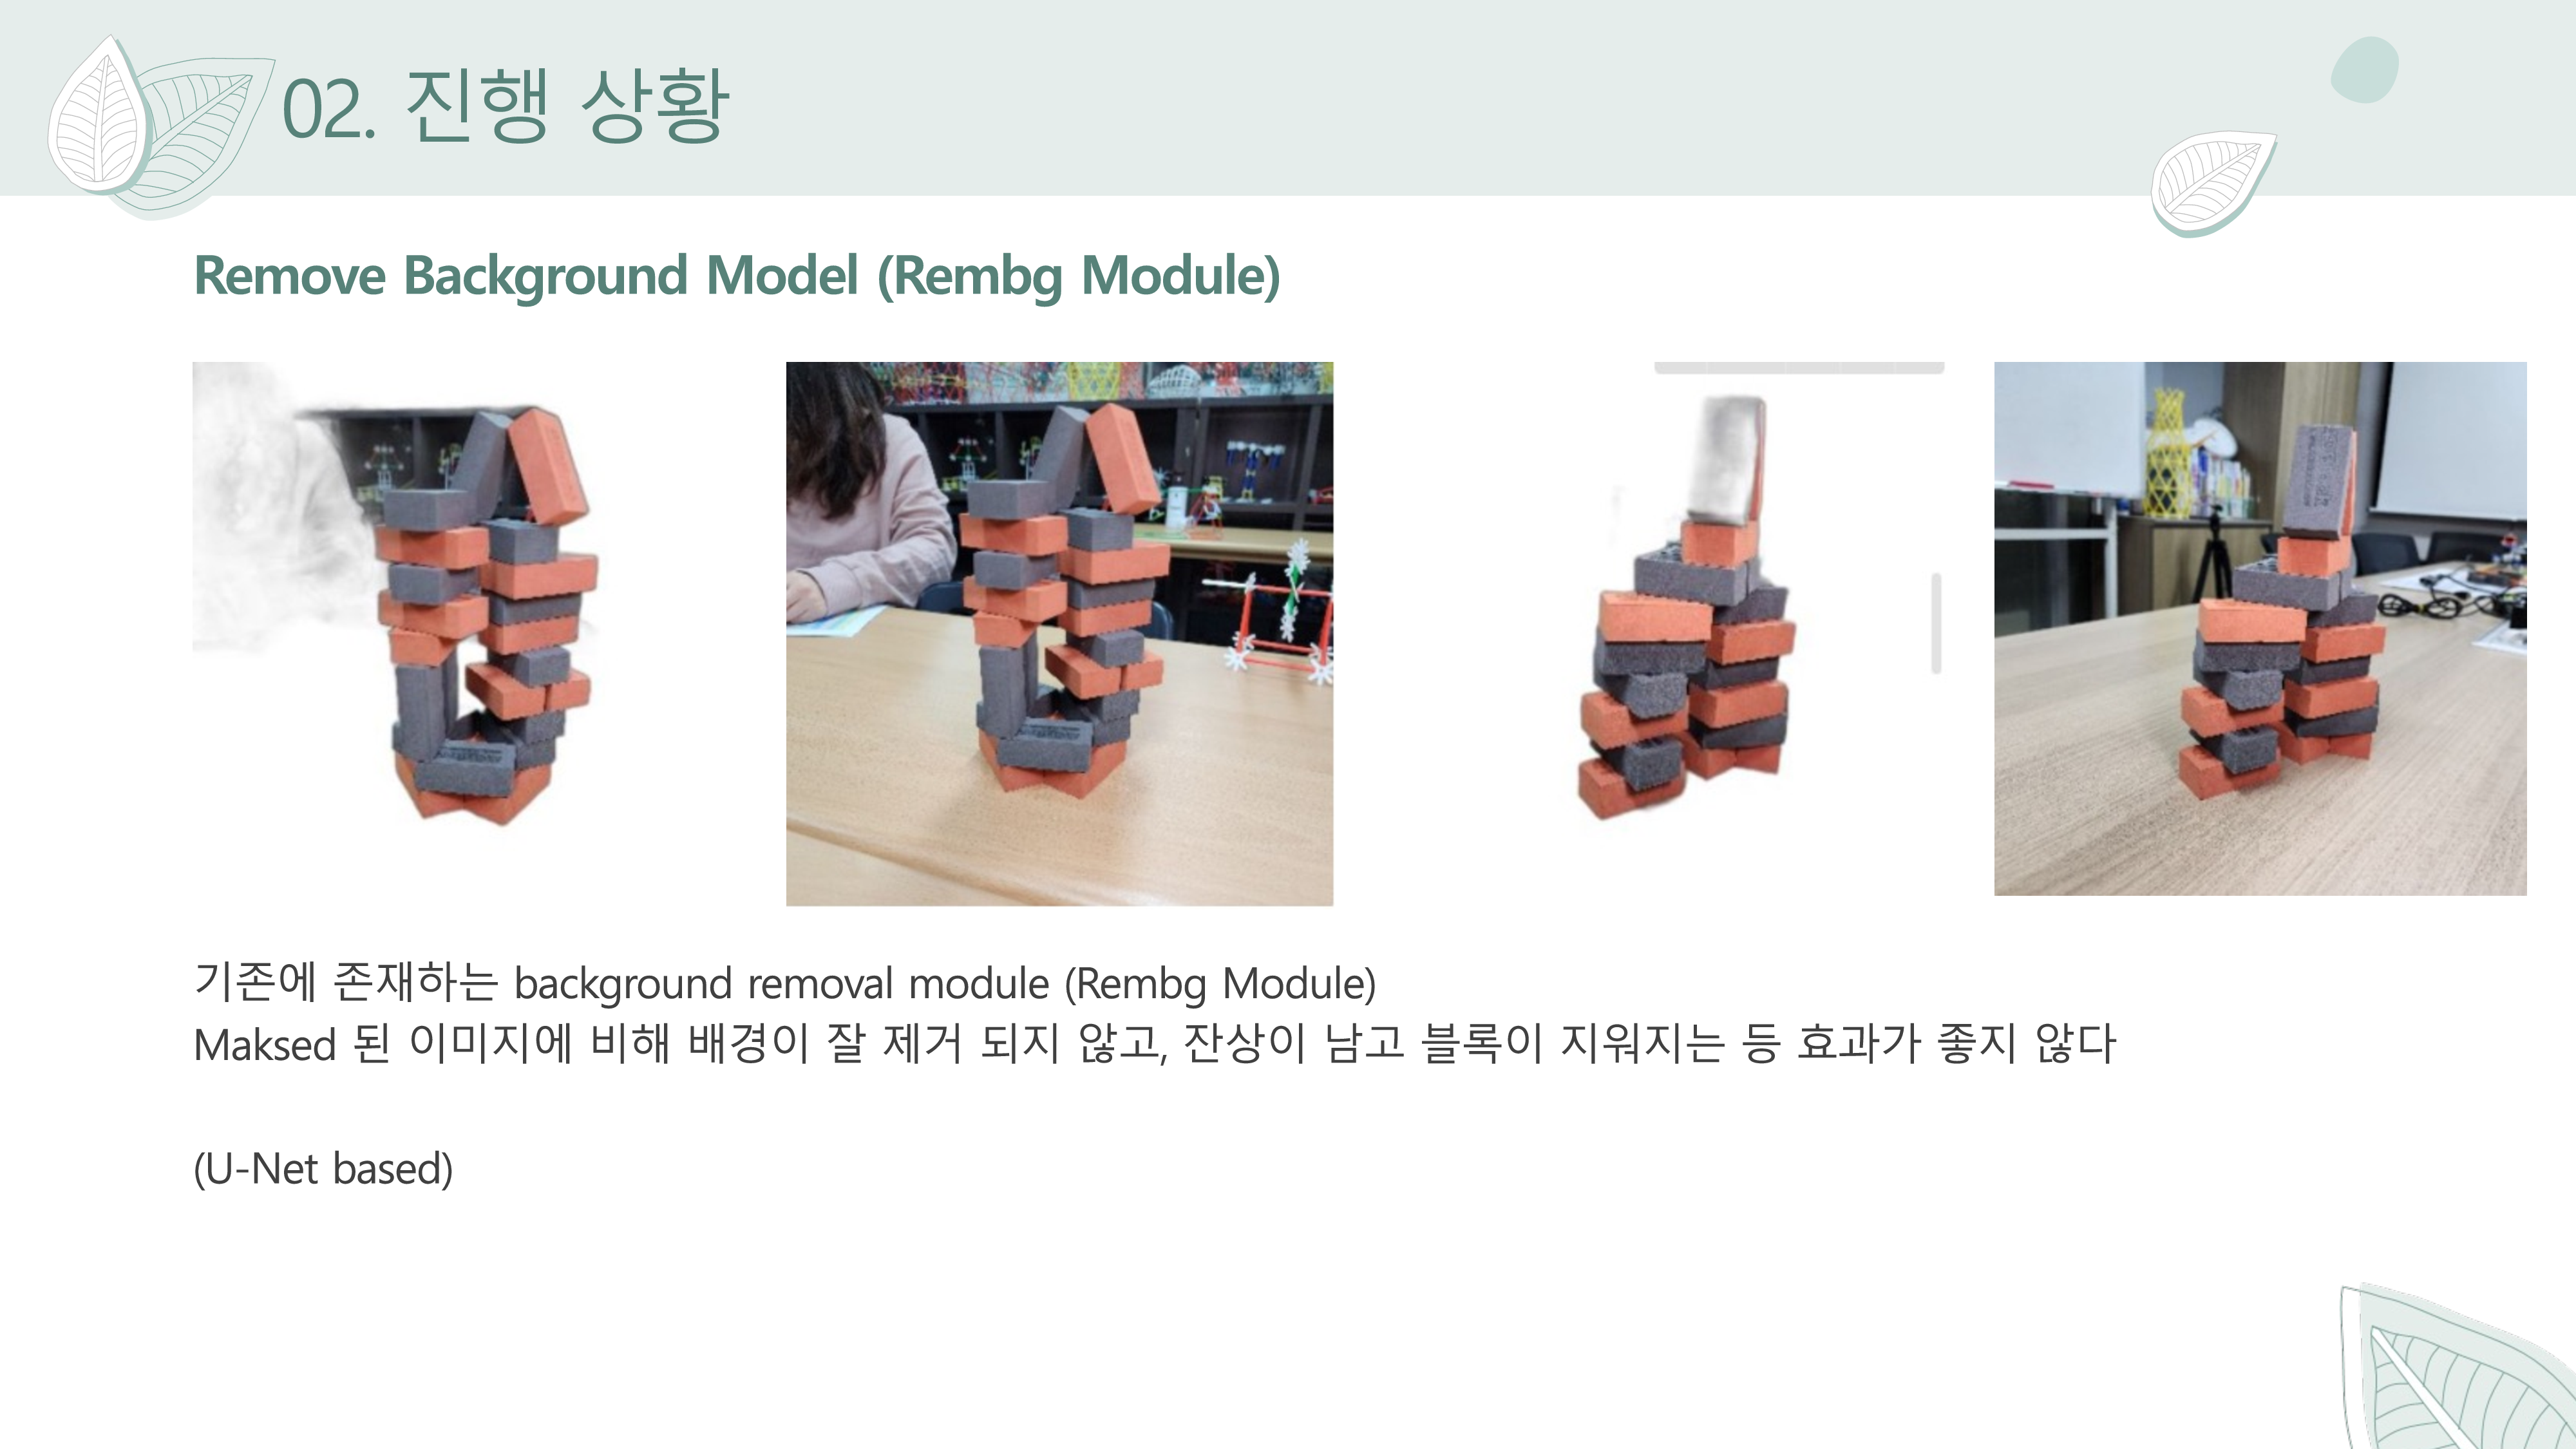 02. 진행 상황
Remove Background Model (Rembg Module)
기존에 존재하는 background removal module (Rembg Module)
Maksed 된 이미지에 비해 배경이 잘 제거 되지 않고, 잔상이 남고 블록이 지워지는 등 효과가 좋지 않다
(U-Net based)